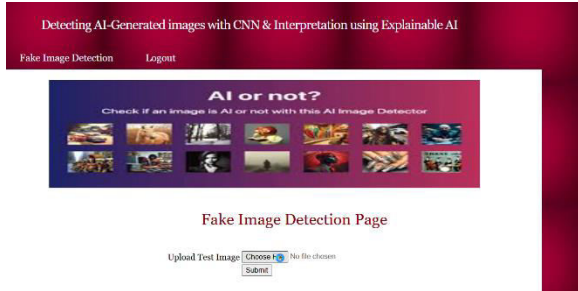 Detecting AI-Generated images with CNN & Interpretation using Explainable AI
Fake Image Detection Logout
AI or not?
Check if an image is AI or not with this AI Image Detector
Fake Image Detection Page
Upload Test Image Choose No file chosen
Submit